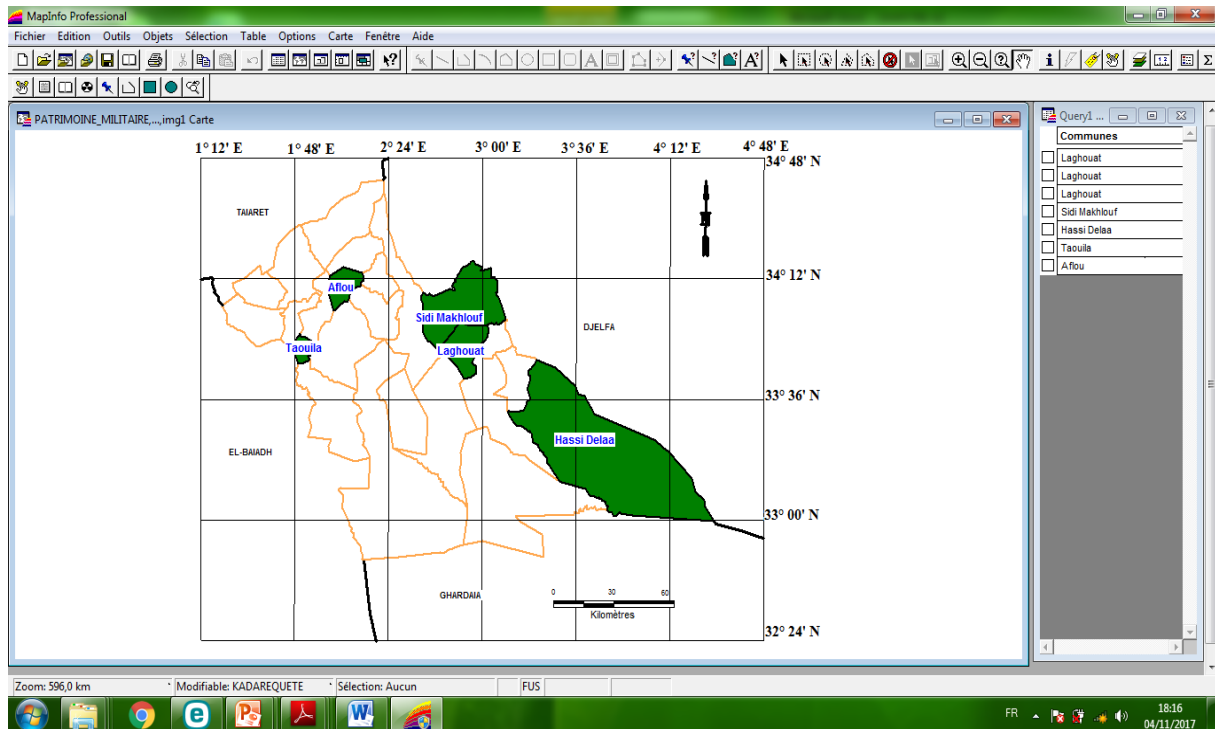 MapInfo Professional
Fichier Edition Outils Objets Sélection Table Options Carte Fenêtre Aide
PATRIMOINE_MILITAIRE,...,img1 Carte
Query1 ...
Communes
Laghouat
Laghouat
Laghouat
Sidi Makhlouf
Hassi Delaa
Taouila
Aflou
1° 12' E 1° 48' E 2° 24' E 3° 00' E 3° 36' E 4° 12' E 4° 48' E
34° 48' N
TAIARET
34° 12' N
Aflou
Sidi Makhlouf
DJELFA
Taouila
Laghouat
33° 36' N
Hassi Delaa
EL-BAIADH
33° 00' N
GHARDAIA
0 30 60
Kilomètres
32° 24' N
Zoom: 596,0 km Modifiable: KADAREQUETE Sélection: Aucun FUS
FR
18:16
04/11/2017